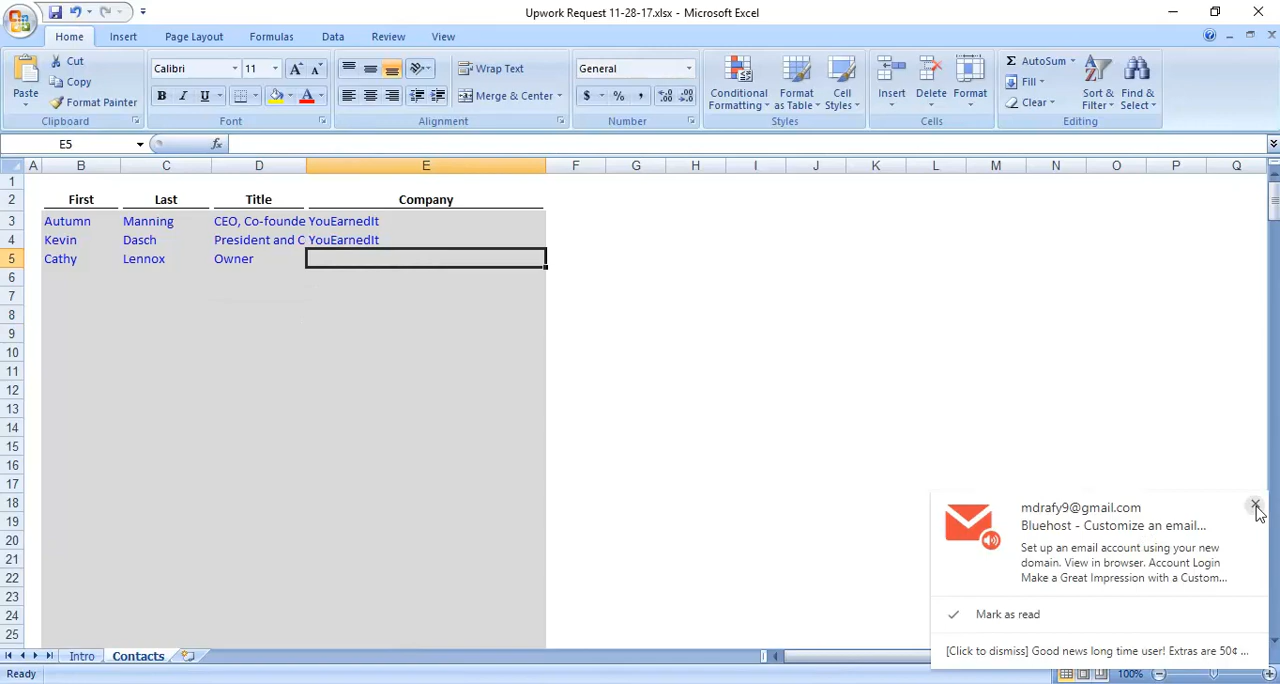 Upwork Request 11-28-17.xlsx - Microsoft Excel
Home Insert Page Layout Formulas Data Review View
Paste
Cut
Copy
Format Painter
Clipboard
Calibri 11 A A
B I U A
Font
Wrap Text
Merge & Center
Alignment
General
$ % ,
Number
Conditional Formatting
Format as Table
Cell Styles
Styles
Insert Delete Format
Cells
Σ AutoSum
Fill
Clear
Sort & Filter
Find & Select
Editing
E5 fx
A B C D E F G H I J K L M N O P Q
1
2 First Last Title Company
3 Autumn Manning CEO, Co-founde YouEarnedIt
4 Kevin Dasch President and C YouEarnedIt
5 Cathy Lennox Owner
6
7
8
9
10
11
12
13
14
15
16
17
18
19
20
21
22
23
24
25
mdrafy9@gmail.com
Bluehost - Customize an email...
Set up an email account using your new
domain. View in browser. Account Login
Make a Great Impression with a Custom...
Mark as read
[Click to dismiss] Good news long time user! Extras are 50¢ ...
Intro Contacts
Ready 100%